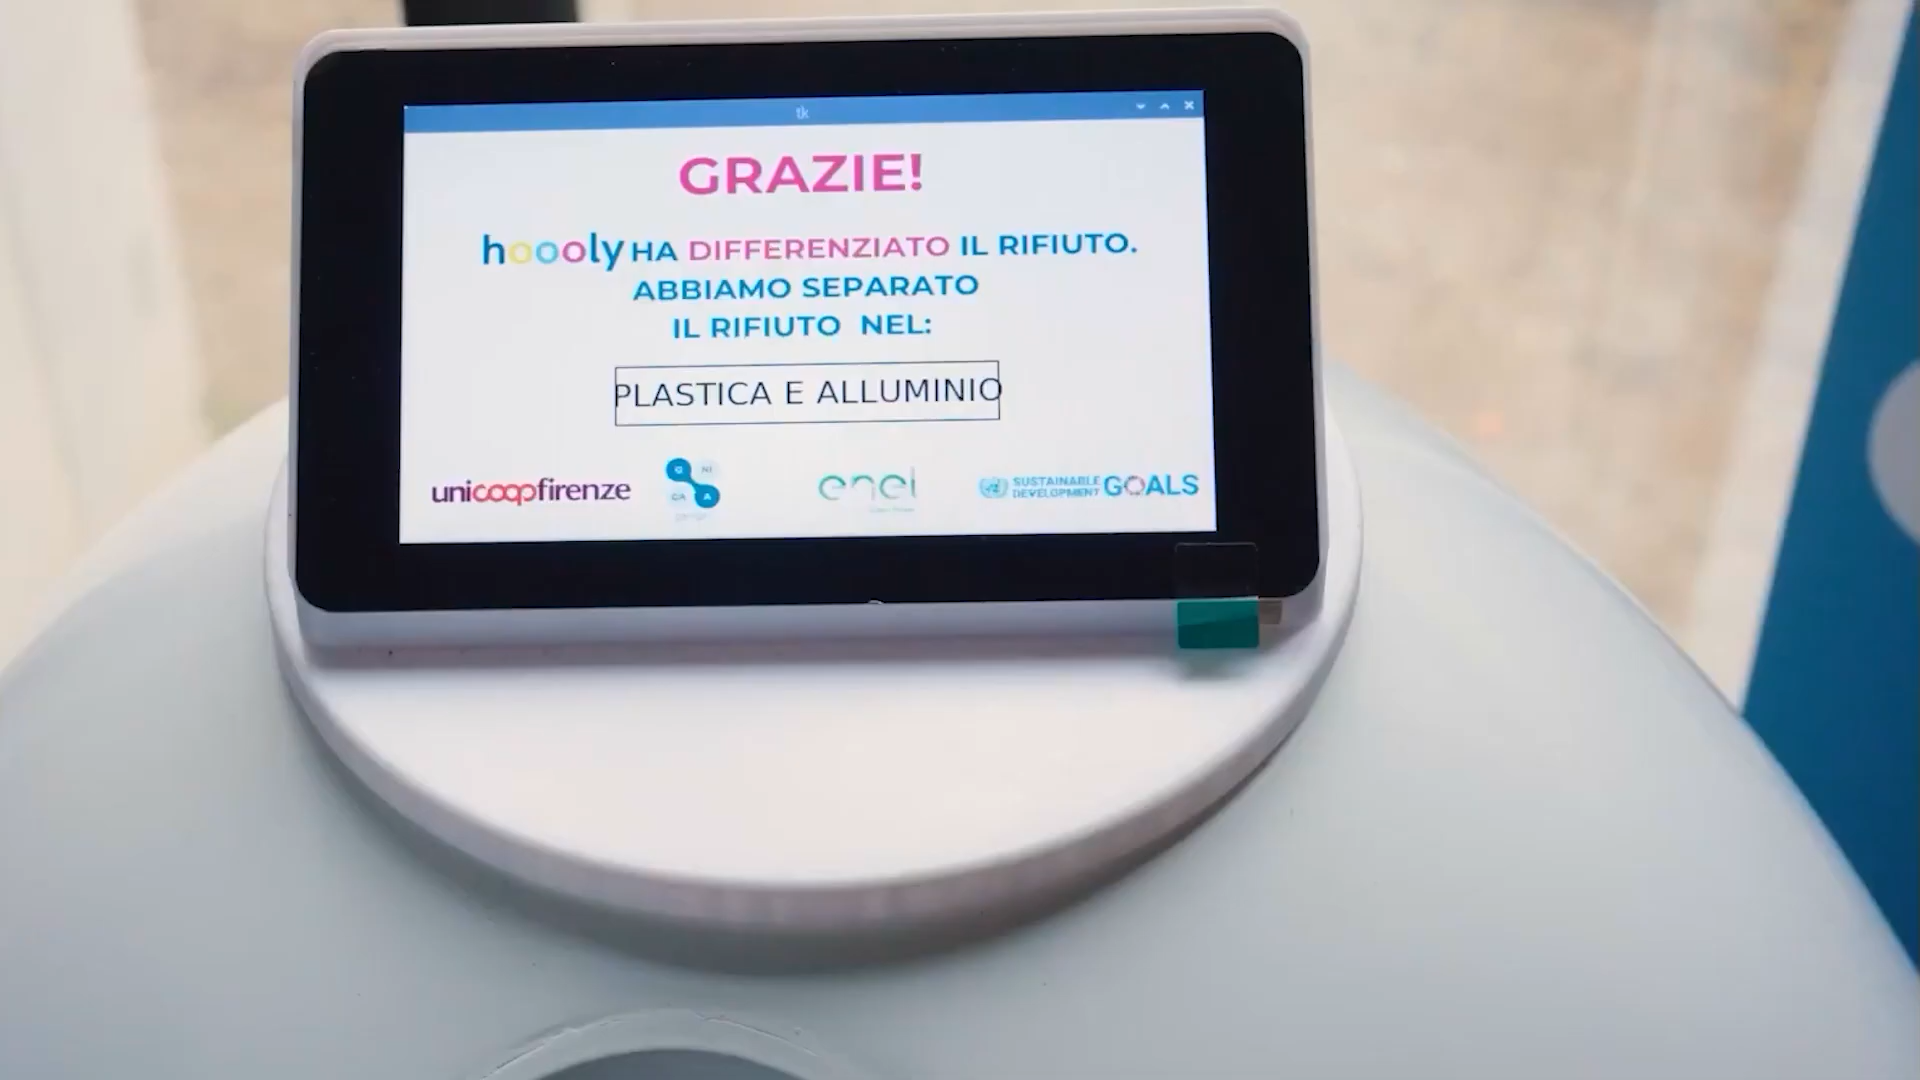 tk
GRAZIE!
hoooly HA DIFFERENZIATO IL RIFIUTO.
ABBIAMO SEPARATO
IL RIFIUTO NEL:
PLASTICA E ALLUMINIO
unicoopfirenze
enel
SUSTAINABLE
DEVELOPMENT GOALS